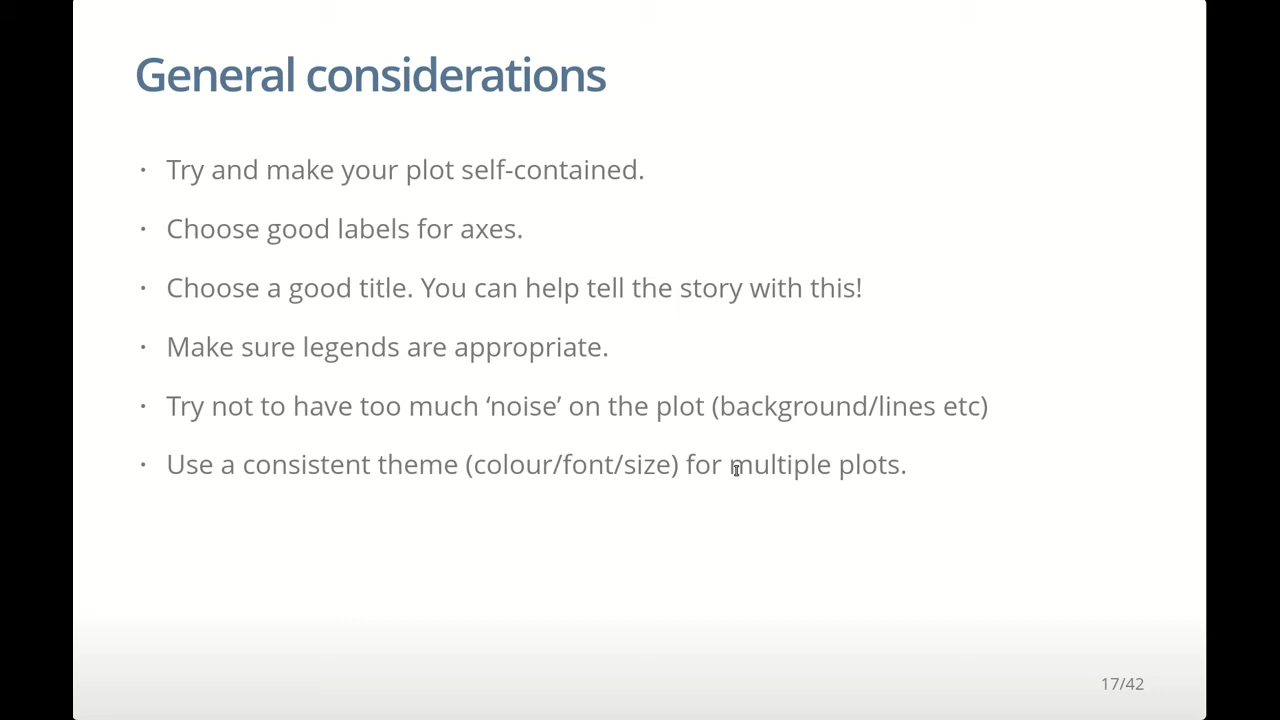 General considerations
· Try and make your plot self-contained.
· Choose good labels for axes.
· Choose a good title. You can help tell the story with this!
· Make sure legends are appropriate.
· Try not to have too much ‘noise’ on the plot (background/lines etc)
· Use a consistent theme (colour/font/size) for multiple plots.
17/42